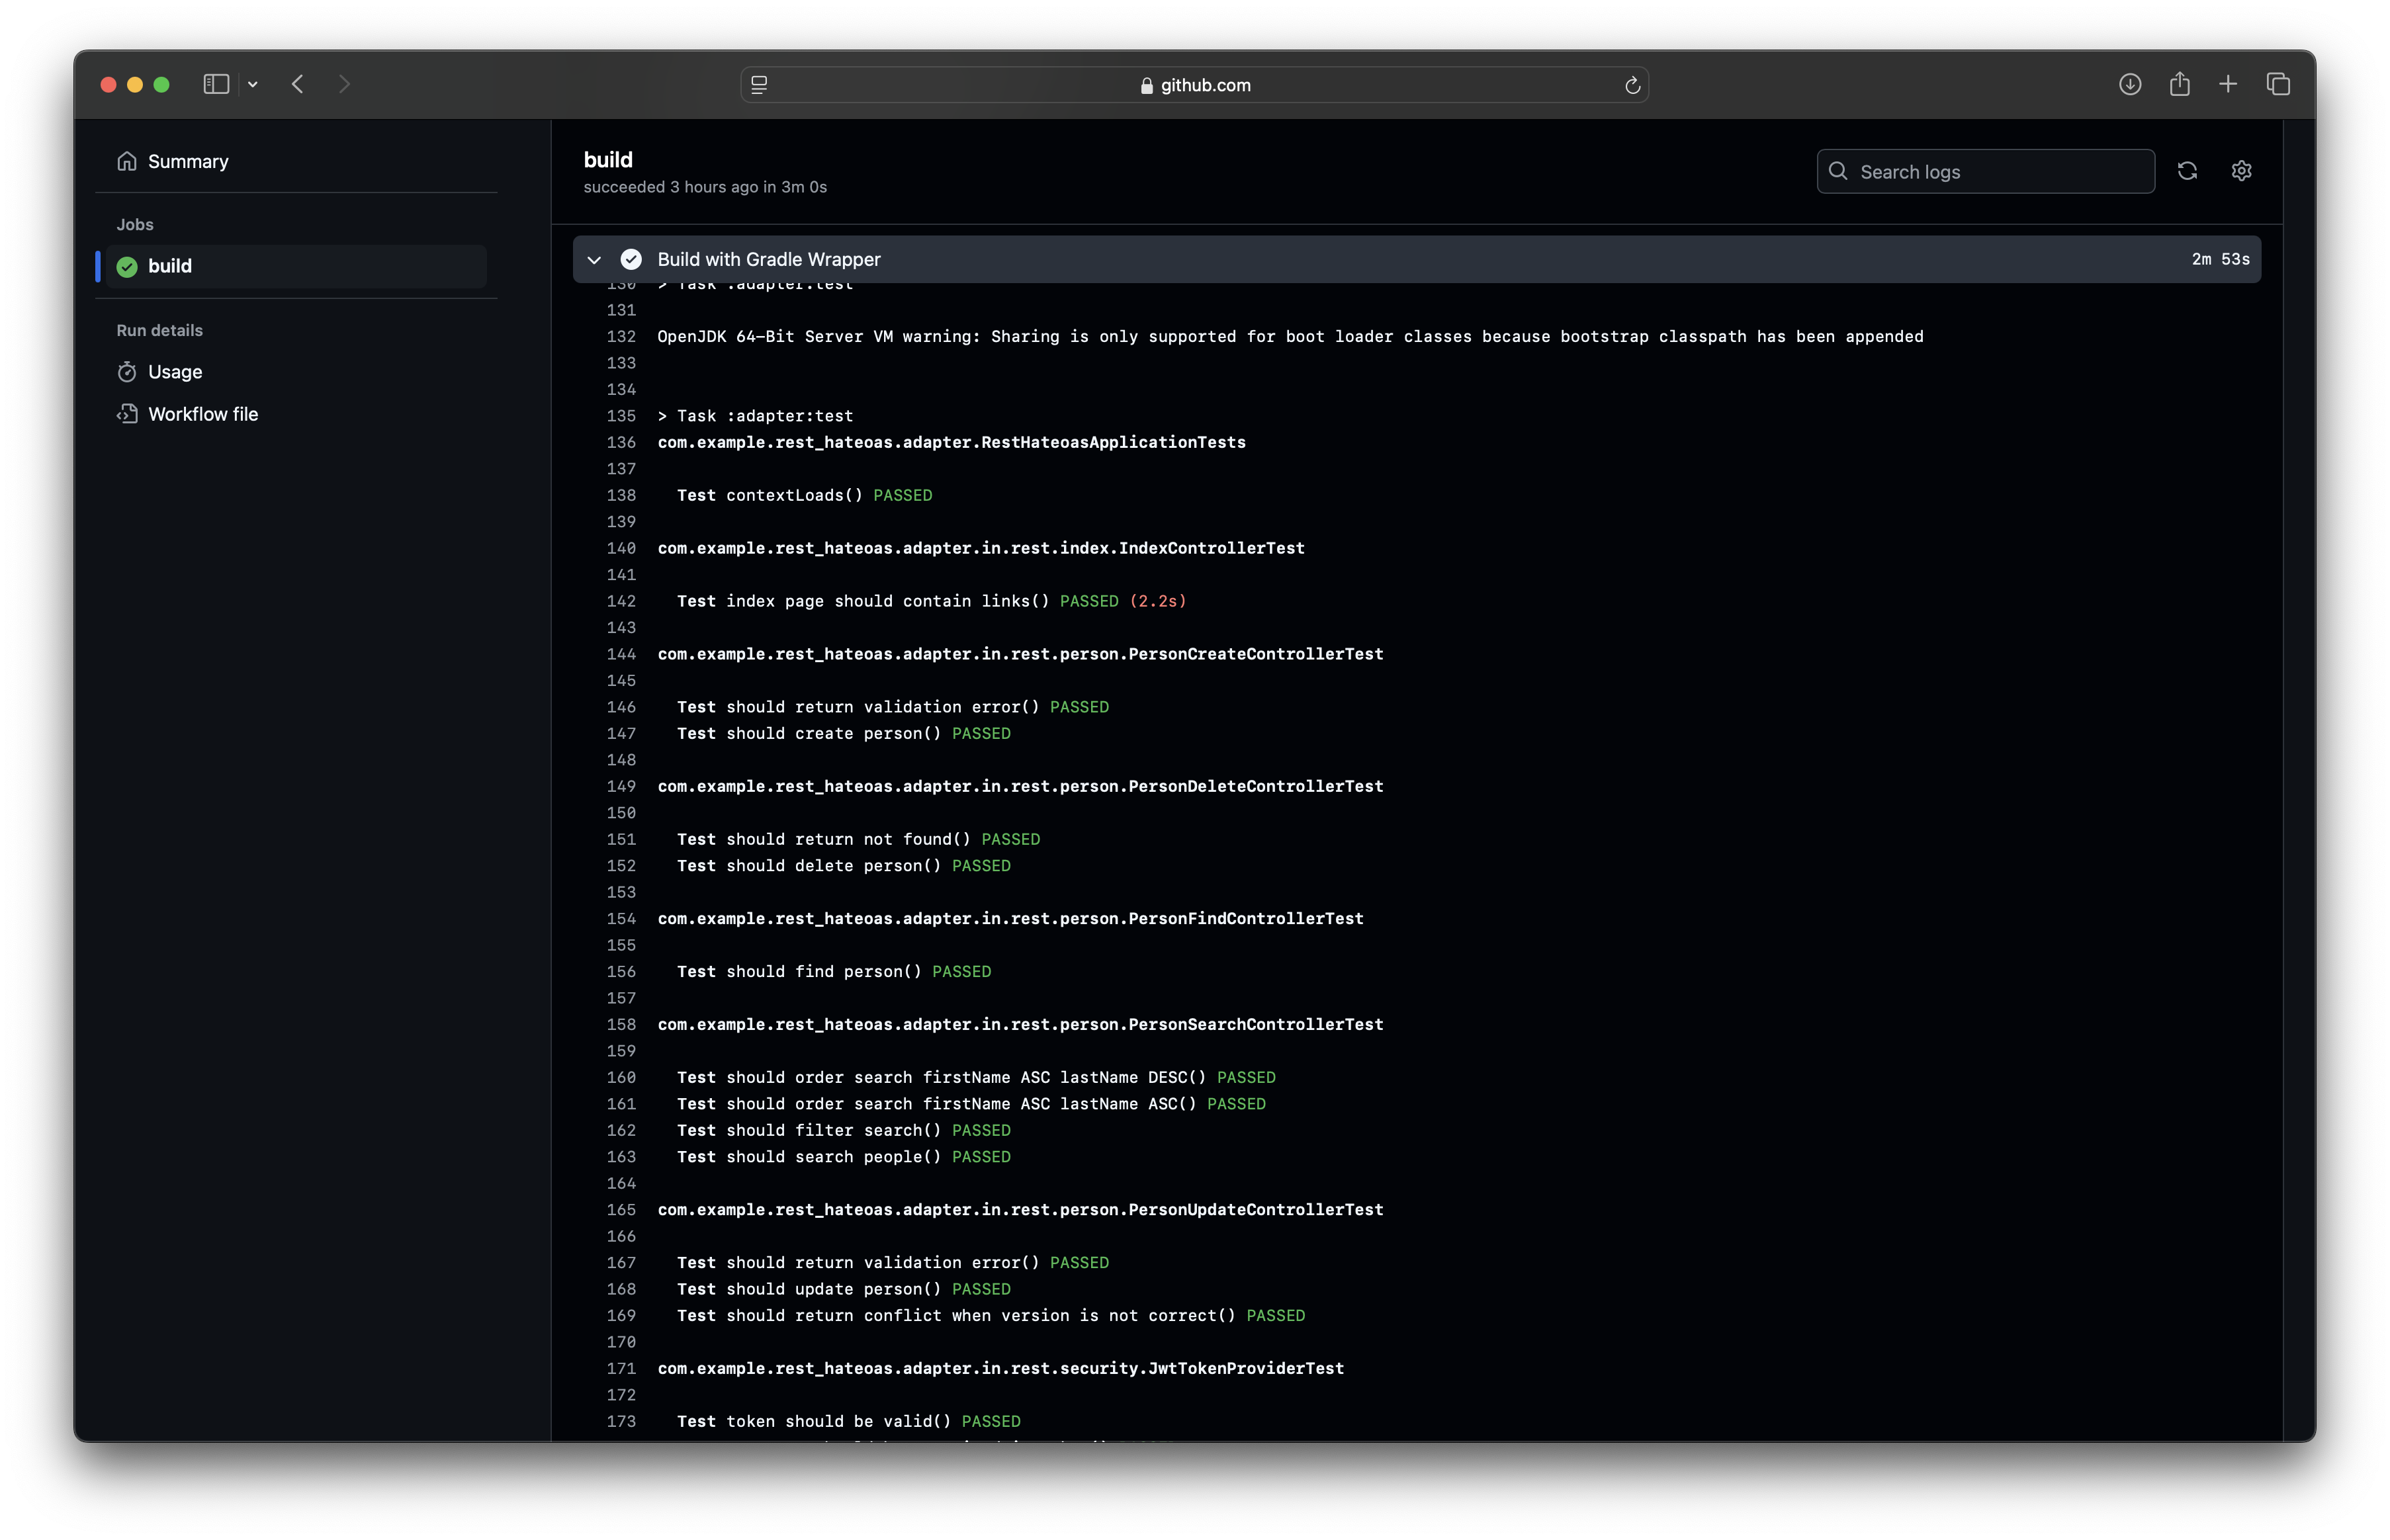 github.com
Summary
Jobs
build
Run details
Usage
Workflow file
build
succeeded 3 hours ago in 3m 0s
Search logs
Build with Gradle Wrapper 2m 53s
130 > Task :adapter:test
131
132 OpenJDK 64-Bit Server VM warning: Sharing is only supported for boot loader classes because bootstrap classpath has been appended
133
134
135 > Task :adapter:test
136 com.example.rest_hateoas.adapter.RestHateoasApplicationTests
137
138 Test contextLoads() PASSED
139
140 com.example.rest_hateoas.adapter.in.rest.index.IndexControllerTest
141
142 Test index page should contain links() PASSED (2.2s)
143
144 com.example.rest_hateoas.adapter.in.rest.person.PersonCreateControllerTest
145
146 Test should return validation error() PASSED
147 Test should create person() PASSED
148
149 com.example.rest_hateoas.adapter.in.rest.person.PersonDeleteControllerTest
150
151 Test should return not found() PASSED
152 Test should delete person() PASSED
153
154 com.example.rest_hateoas.adapter.in.rest.person.PersonFindControllerTest
155
156 Test should find person() PASSED
157
158 com.example.rest_hateoas.adapter.in.rest.person.PersonSearchControllerTest
159
160 Test should order search firstName ASC lastName DESC() PASSED
161 Test should order search firstName ASC lastName ASC() PASSED
162 Test should filter search() PASSED
163 Test should search people() PASSED
164
165 com.example.rest_hateoas.adapter.in.rest.person.PersonUpdateControllerTest
166
167 Test should return validation error() PASSED
168 Test should update person() PASSED
169 Test should return conflict when version is not correct() PASSED
170
171 com.example.rest_hateoas.adapter.in.rest.security.JwtTokenProviderTest
172
173 Test token should be valid() PASSED